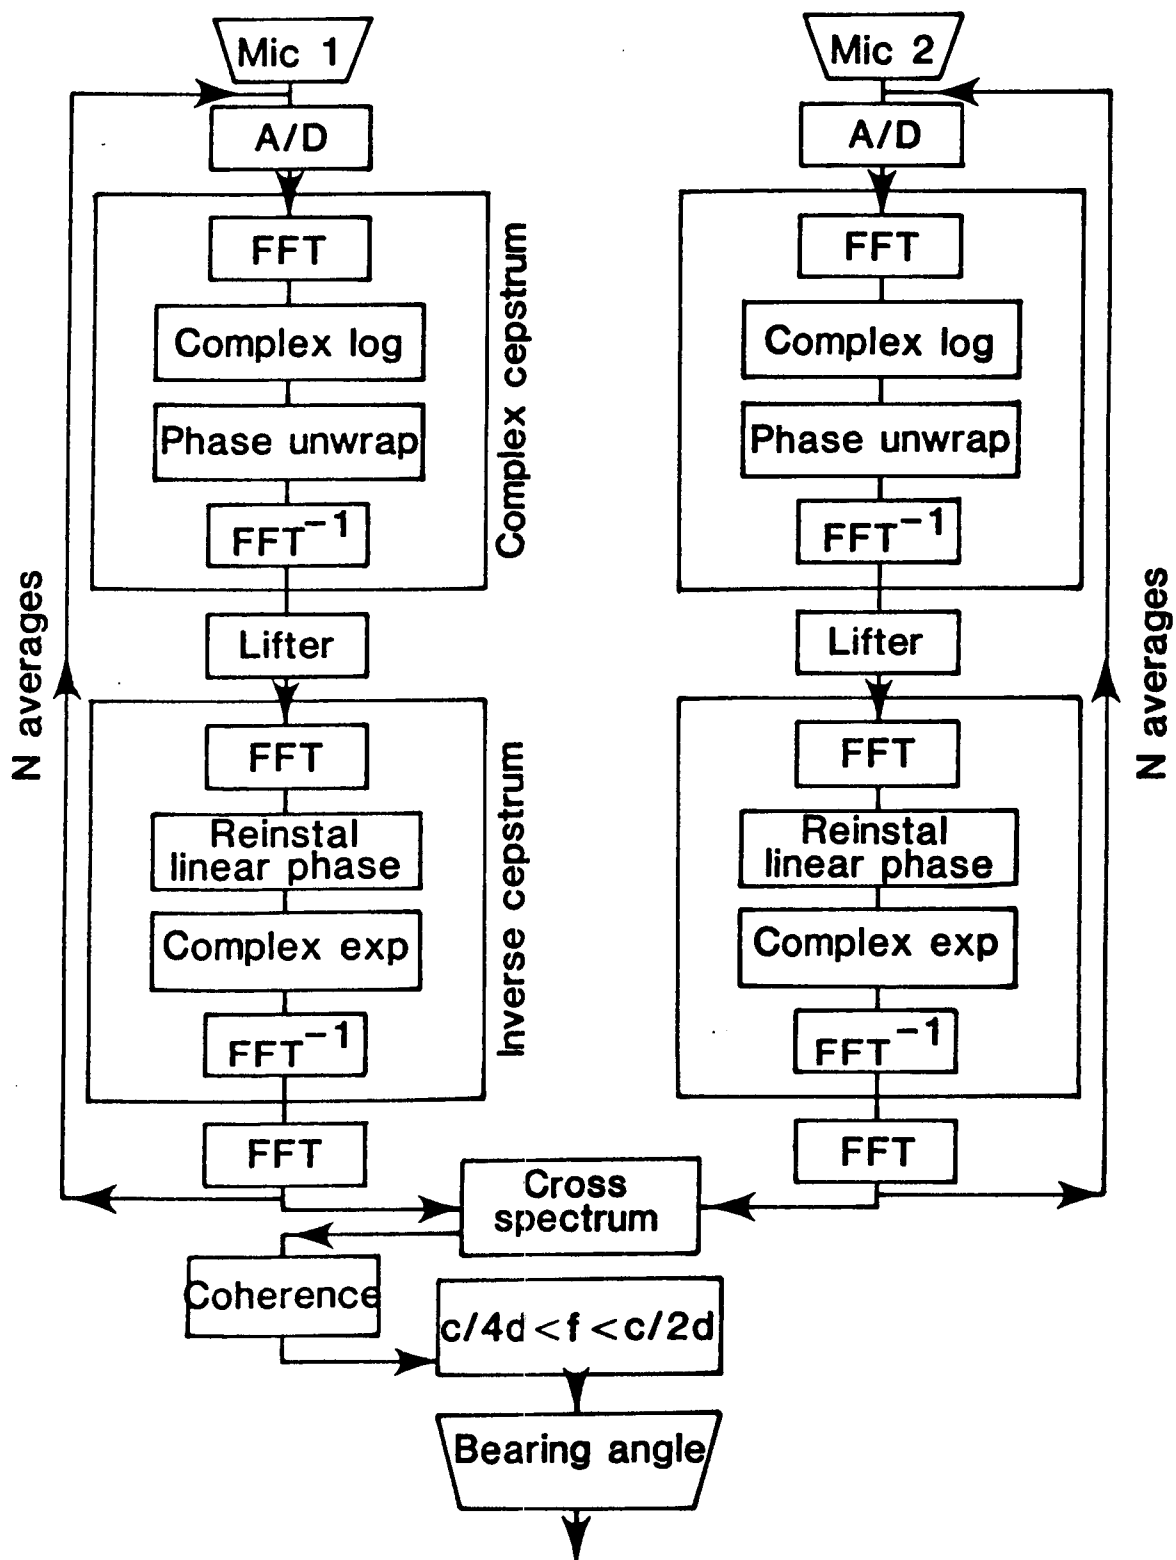 Mic 1
A/D
FFT
Complex log
Phase unwrap
FFT⁻¹
Complex cepstrum
Lifter
FFT
Reinstal
linear phase
Complex exp
FFT⁻¹
Inverse cepstrum
FFT
N averages
Mic 2
A/D
FFT
Complex log
Phase unwrap
FFT⁻¹
Lifter
FFT
Reinstal
linear phase
Complex exp
FFT⁻¹
FFT
N averages
Cross
spectrum
Coherence
c/4d < f < c/2d
Bearing angle